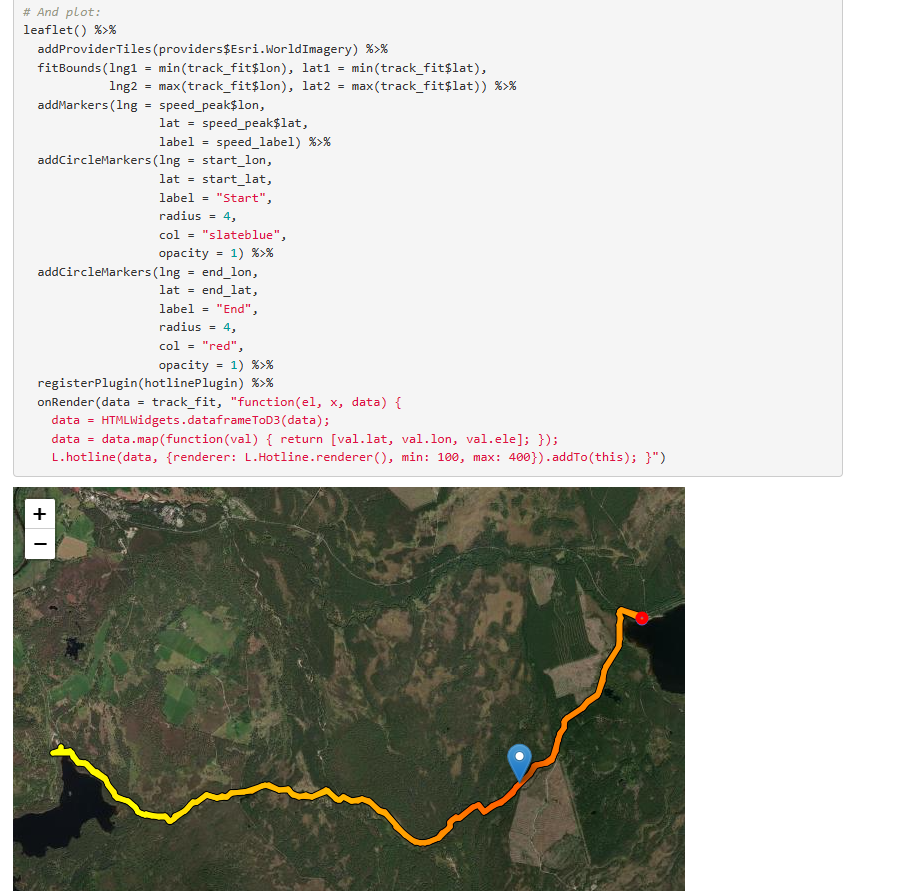 # And plot:
leaflet() %>%
  addProviderTiles(providers$Esri.WorldImagery) %>%
  fitBounds(lng1 = min(track_fit$lon), lat1 = min(track_fit$lat),
            lng2 = max(track_fit$lon), lat2 = max(track_fit$lat)) %>%
  addMarkers(lng = speed_peak$lon,
                   lat = speed_peak$lat,
                   label = speed_label) %>%
  addCircleMarkers(lng = start_lon,
                   lat = start_lat,
                   label = "Start",
                   radius = 4,
                   col = "slateblue",
                   opacity = 1) %>%
  addCircleMarkers(lng = end_lon,
                   lat = end_lat,
                   label = "End",
                   radius = 4,
                   col = "red",
                   opacity = 1) %>%
  registerPlugin(hotlinePlugin) %>%
  onRender(data = track_fit, "function(el, x, data) {
    data = HTMLWidgets.dataframeToD3(data);
    data = data.map(function(val) { return [val.lat, val.lon, val.ele]; });
    L.hotline(data, {renderer: L.Hotline.renderer(), min: 100, max: 400}).addTo(this); }")
+
−